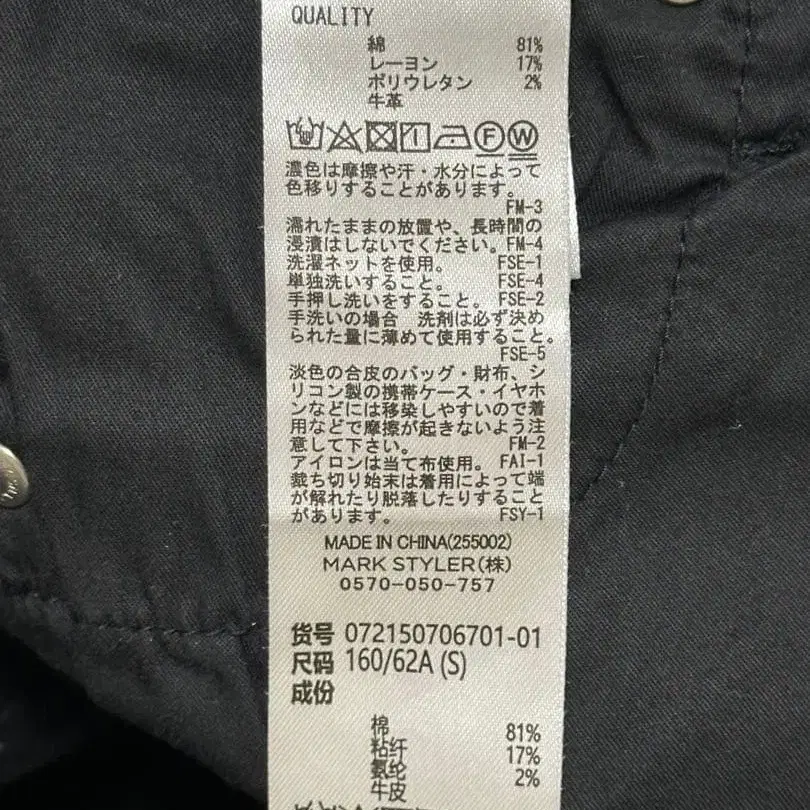 QUALITY
綿 81%
レーヨン 17%
ポリウレタン 2%
牛革
F W
濃色は摩擦や汗・水分によって
色移りすることがあります。
FM-3
濡れたままの放置や、長時間の
浸漬はしないでください。FM-4
洗濯ネットを使用。 FSE-1
単独洗いすること。 FSE-4
手押し洗いをすること。 FSE-2
手洗いの場合 洗剤は必ず決め
られた量に薄めて使用すること。
FSE-5
淡色の合皮のバッグ・財布、シ
リコン製の携帯ケース・イヤホ
ンなどには移染しやすいので着
用などで摩擦が起きないよう注
意して下さい。 FM-2
アイロンは当て布使用。 FAI-1
裁ち切り始末は着用によって端
が解れたり脱落したりすること
があります。 FSY-1
MADE IN CHINA(255002)
MARK STYLER(株)
0570-050-757
货号 072150706701-01
尺码 160/62A (S)
成份
棉 81%
粘纤 17%
氨纶 2%
牛皮